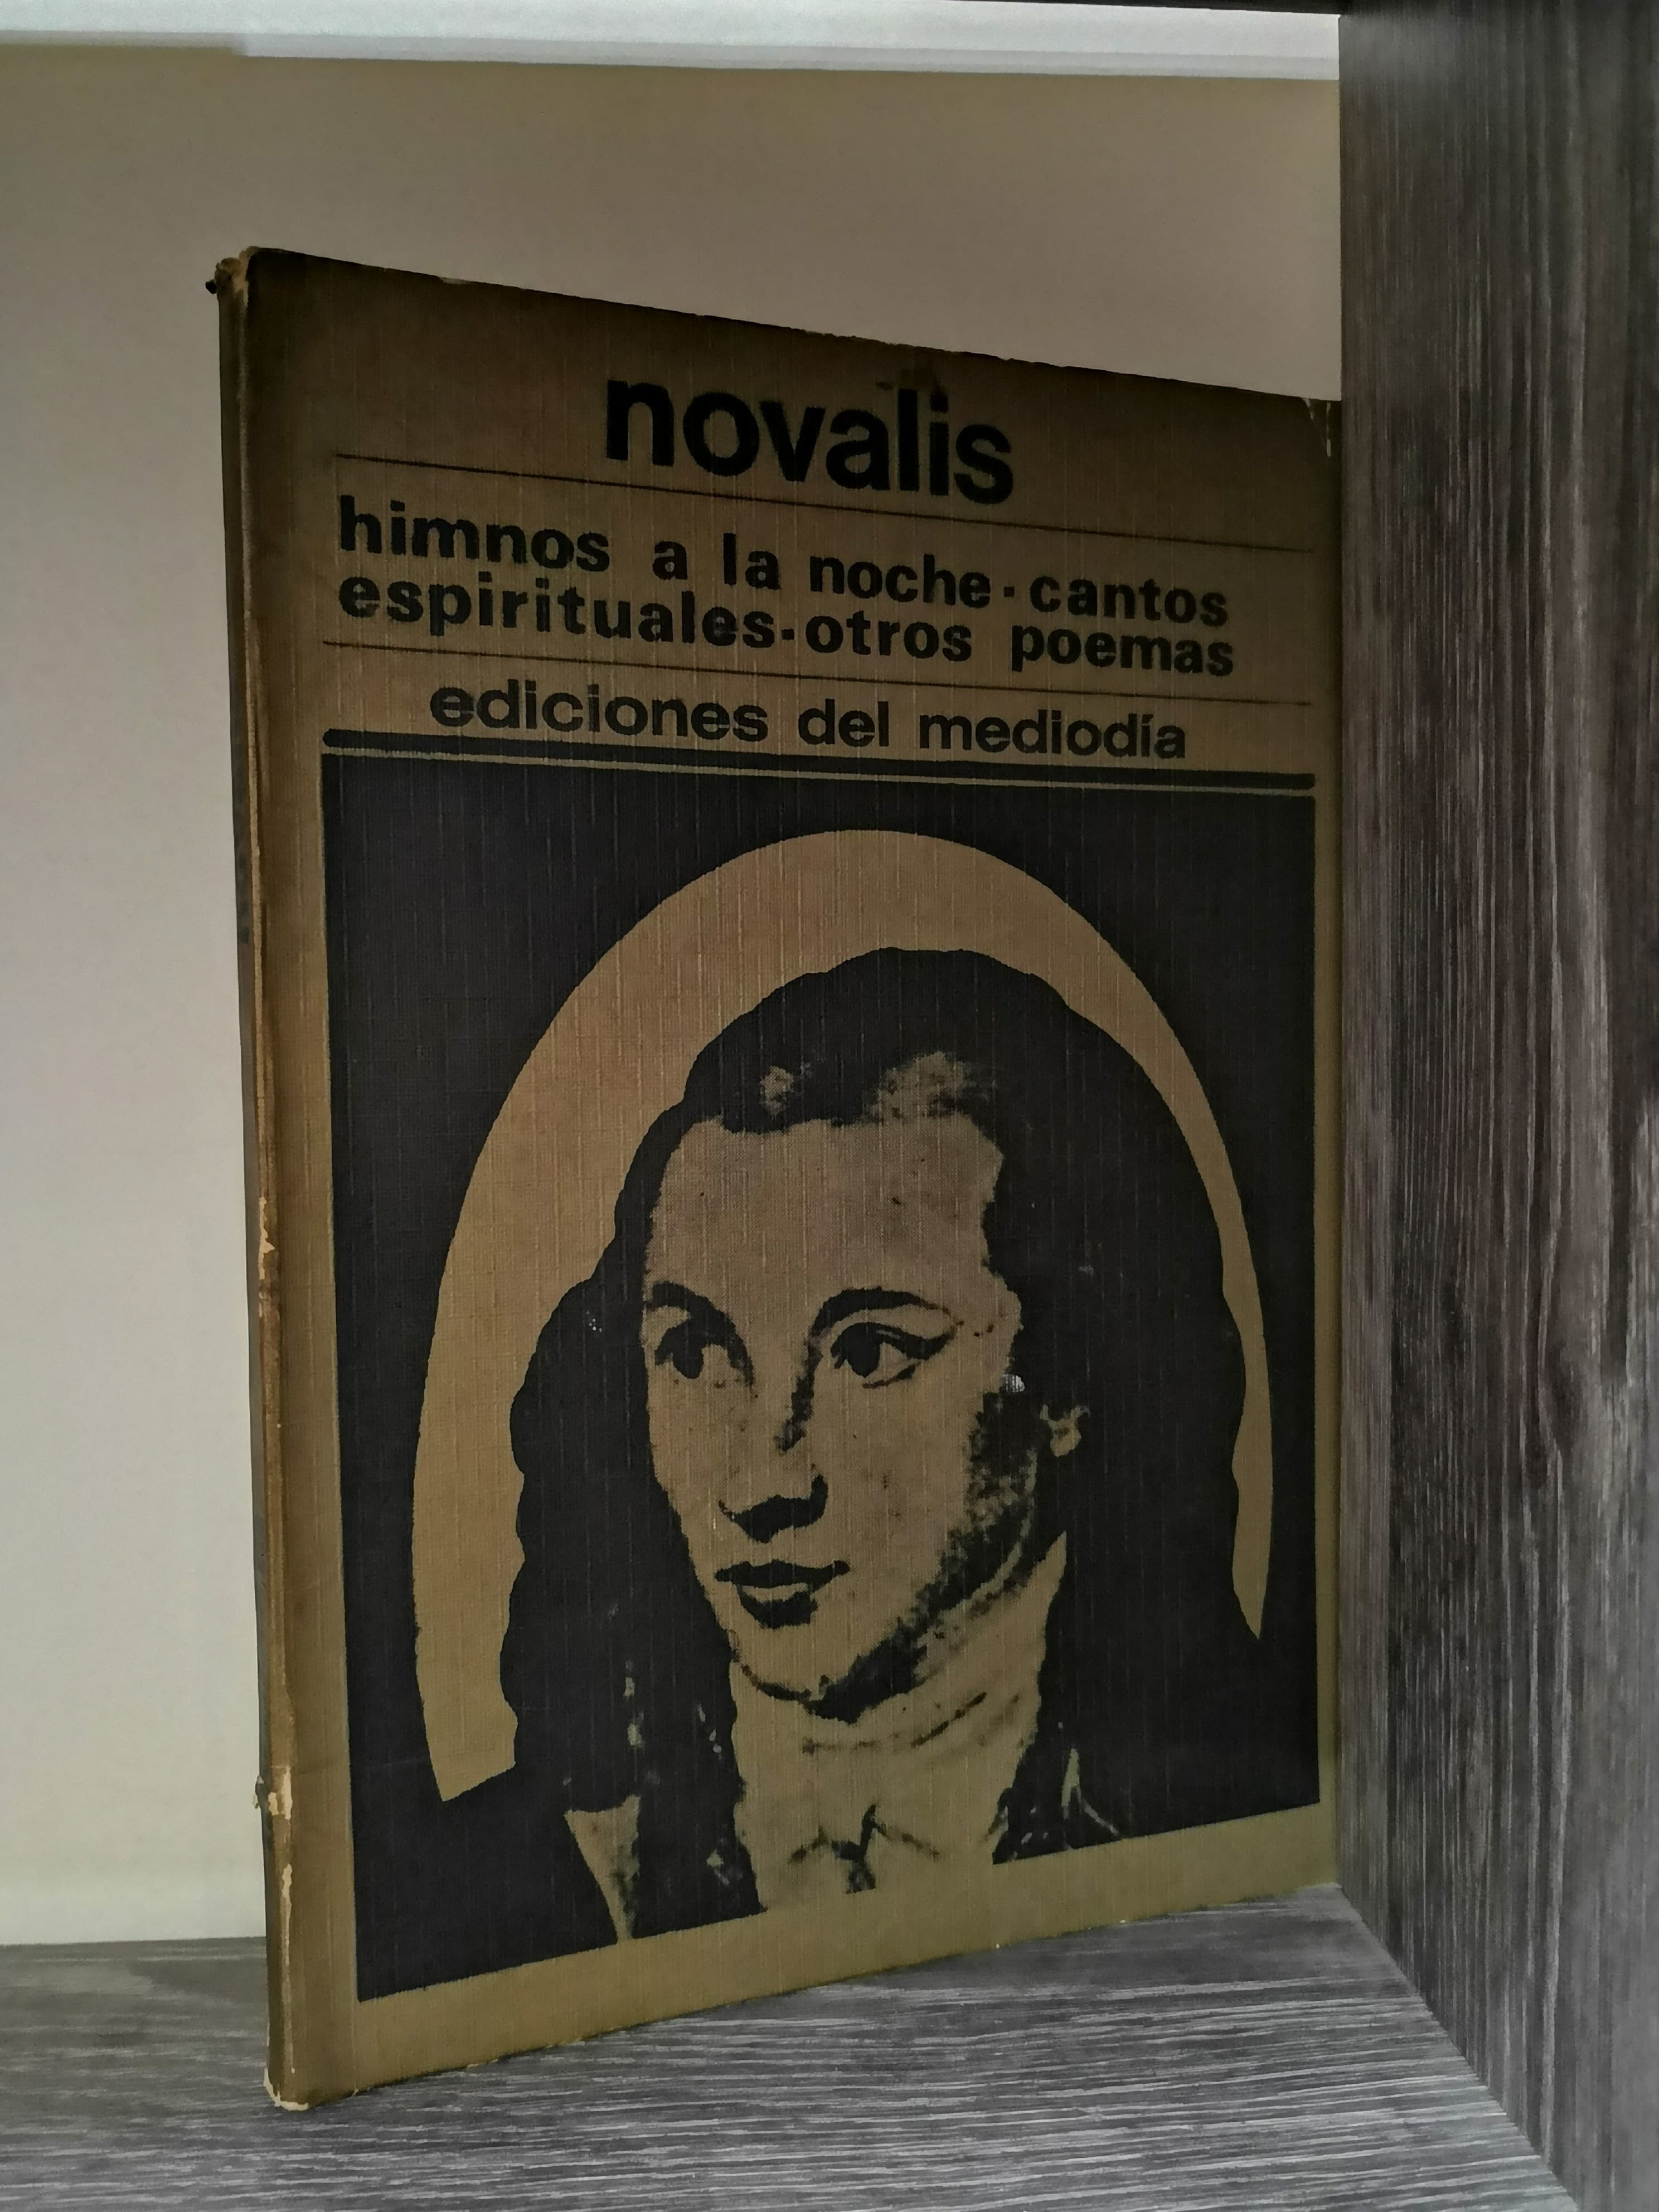 novalis
himnos a la noche · cantos
espirituales · otros poemas
ediciones del mediodía